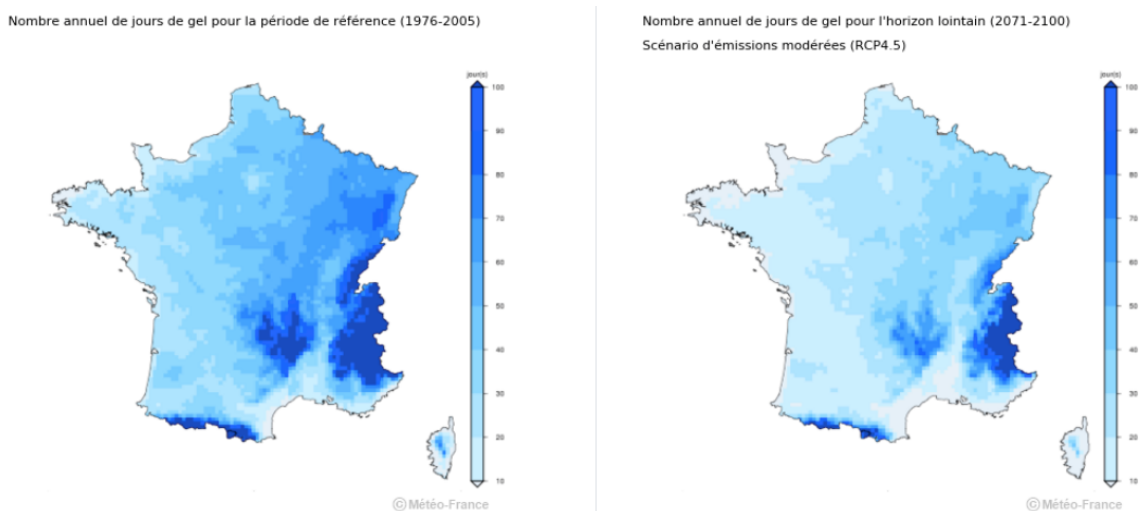 Nombre annuel de jours de gel pour la période de référence (1976-2005)
jour(s)
100
90
80
70
60
50
40
30
20
10
© Météo-France
Nombre annuel de jours de gel pour l'horizon lointain (2071-2100)
Scénario d'émissions modérées (RCP4.5)
jour(s)
100
90
80
70
60
50
40
30
20
10
© Météo-France